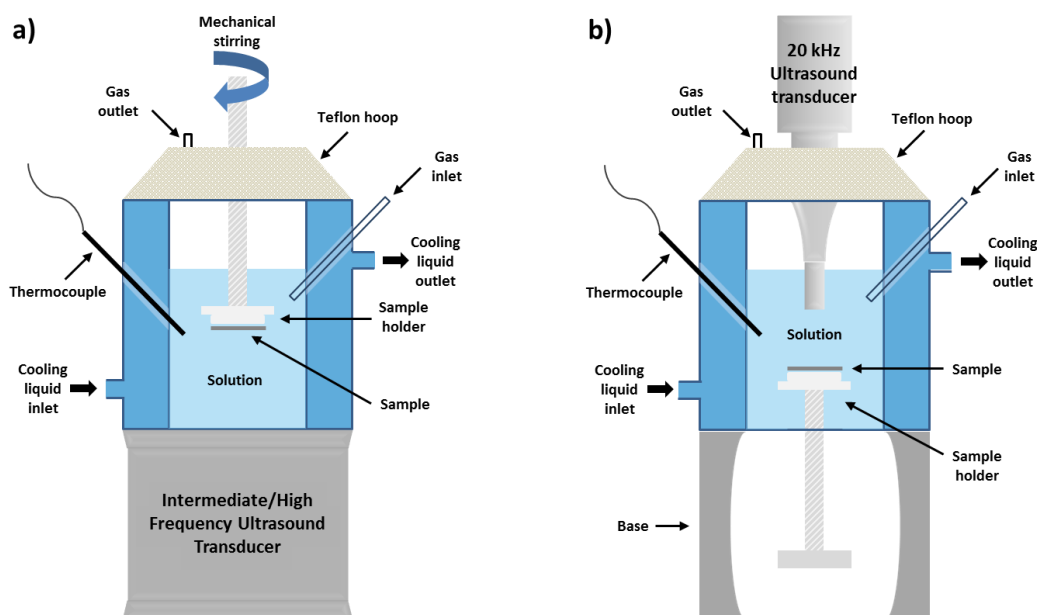 a)
Mechanical
stirring
Gas
outlet
Teflon hoop
Gas
inlet
Cooling
liquid
outlet
Thermocouple
Sample
holder
Cooling
liquid
inlet
Solution
Sample
Intermediate/High
Frequency Ultrasound
Transducer
b)
20 kHz
Ultrasound
transducer
Gas
outlet
Teflon hoop
Gas
inlet
Cooling
liquid
outlet
Thermocouple
Solution
Cooling
liquid
inlet
Sample
Sample
holder
Base